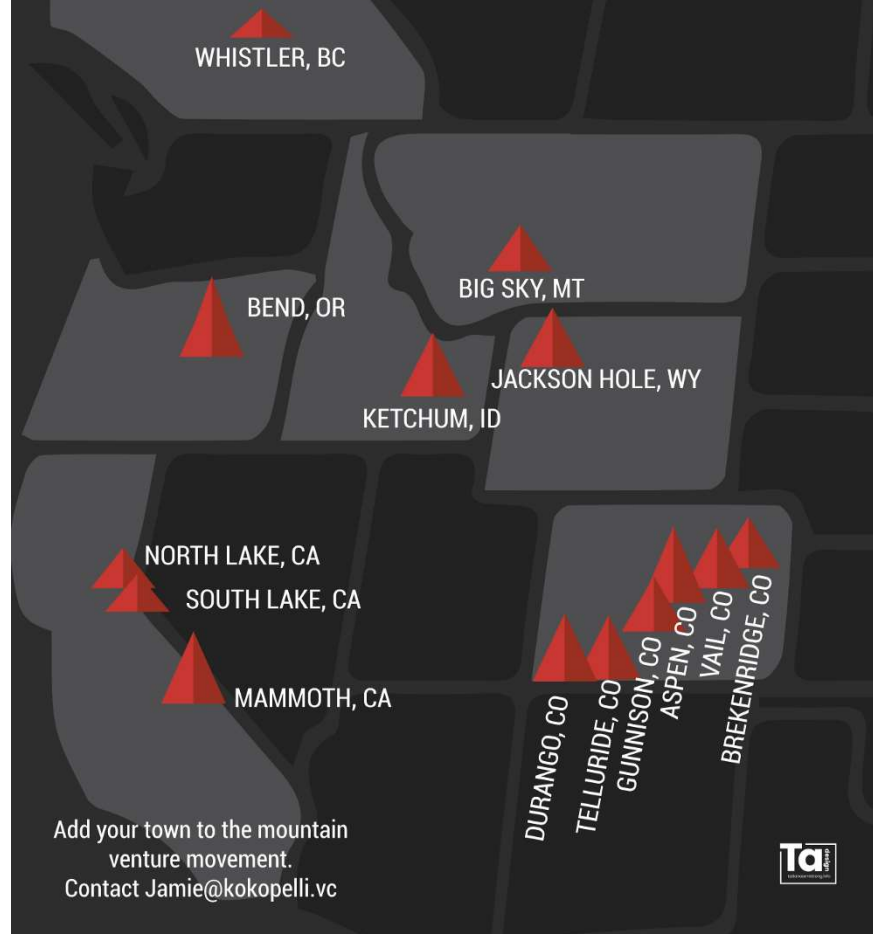 WHISTLER, BC
BEND, OR
BIG SKY, MT
JACKSON HOLE, WY
KETCHUM, ID
NORTH LAKE, CA
SOUTH LAKE, CA
MAMMOTH, CA
DURANGO, CO
TELLURIDE, CO
GUNNISON, CO
ASPEN, CO
VAIL, CO
BREKENRIDGE, CO
Add your town to the mountain
venture movement.
Contact Jamie@kokopelli.vc
Ta
design